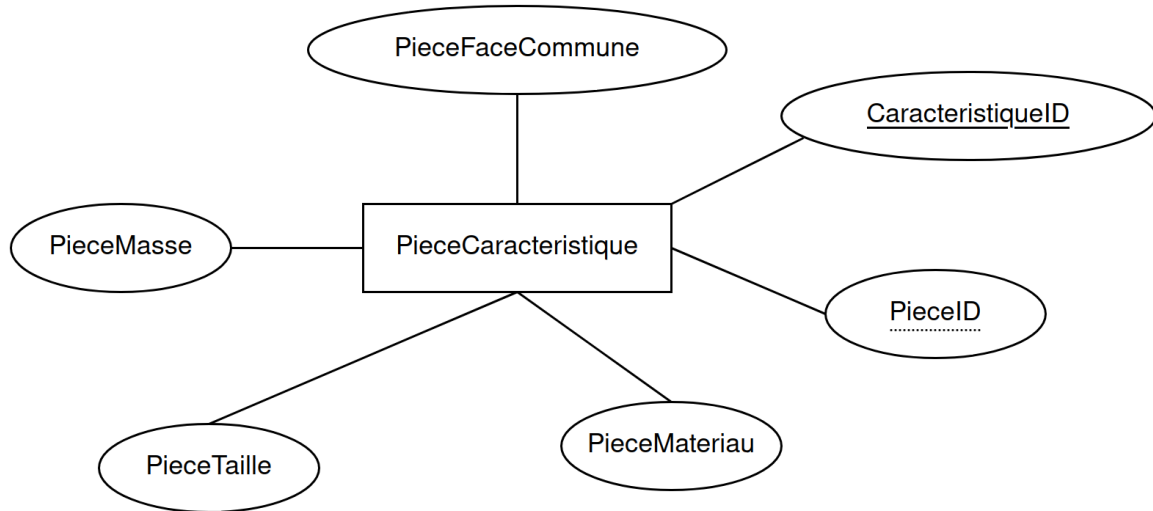 PieceFaceCommune
CaracteristiqueID
PieceMasse
PieceCaracteristique
PieceID
PieceMateriau
PieceTaille